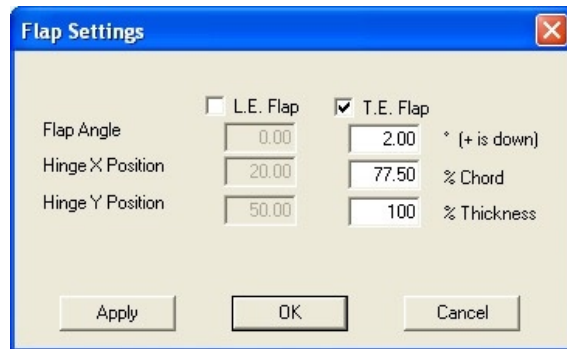 Flap Settings
L.E. Flap T.E. Flap
Flap Angle 0.00 2.00 ° (+ is down)
Hinge X Position 20.00 77.50 % Chord
Hinge Y Position 50.00 100 % Thickness
Apply OK Cancel